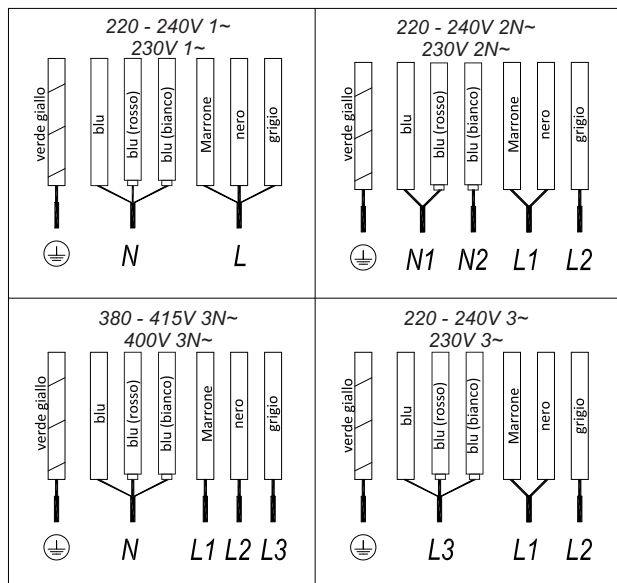 220 - 240V 1~
230V 1~
verde giallo
blu
blu (rosso)
blu (bianco)
Marrone
nero
grigio
N
L
220 - 240V 2N~
230V 2N~
verde giallo
blu
blu (rosso)
blu (bianco)
Marrone
nero
grigio
N1 N2 L1 L2
380 - 415V 3N~
400V 3N~
verde giallo
blu
blu (rosso)
blu (bianco)
Marrone
nero
grigio
N L1 L2 L3
220 - 240V 3~
230V 3~
verde giallo
blu
blu (rosso)
blu (bianco)
Marrone
nero
grigio
L3 L1 L2